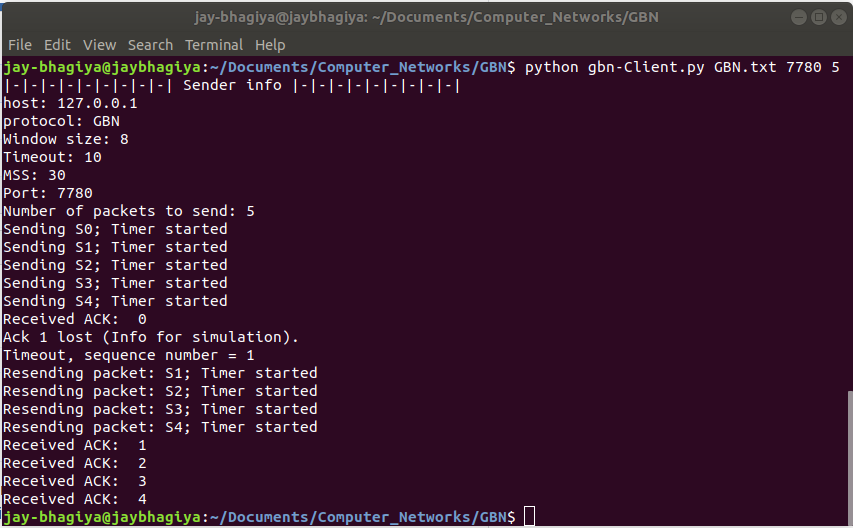 jay-bhagiya@jaybhagiya: ~/Documents/Computer_Networks/GBN
File Edit View Search Terminal Help
jay-bhagiya@jaybhagiya:~/Documents/Computer_Networks/GBN$ python gbn-Client.py GBN.txt 7780 5
|-|-|-|-|-|-|-|-|-| Sender info |-|-|-|-|-|-|-|-|-|
host: 127.0.0.1
protocol: GBN
Window size: 8
Timeout: 10
MSS: 30
Port: 7780
Number of packets to send: 5
Sending S0; Timer started
Sending S1; Timer started
Sending S2; Timer started
Sending S3; Timer started
Sending S4; Timer started
Received ACK:  0
Ack 1 lost (Info for simulation).
Timeout, sequence number = 1
Resending packet: S1; Timer started
Resending packet: S2; Timer started
Resending packet: S3; Timer started
Resending packet: S4; Timer started
Received ACK:  1
Received ACK:  2
Received ACK:  3
Received ACK:  4
jay-bhagiya@jaybhagiya:~/Documents/Computer_Networks/GBN$